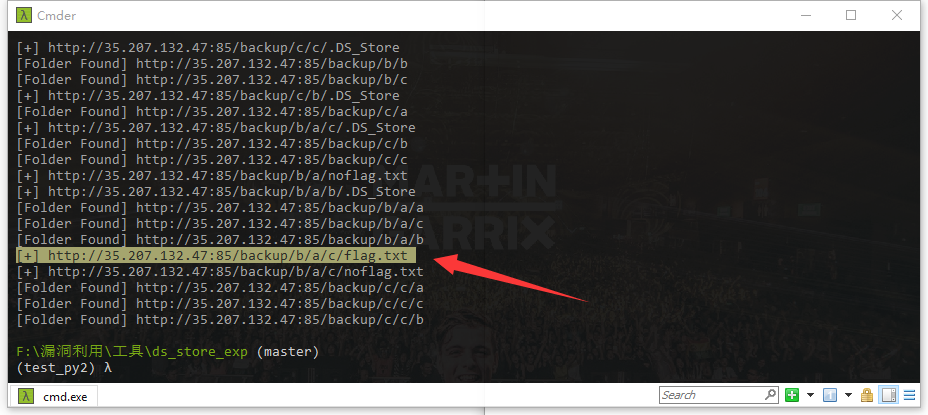 Cmder
[+] http://35.207.132.47:85/backup/c/c/.DS_Store
[Folder Found] http://35.207.132.47:85/backup/b/b
[Folder Found] http://35.207.132.47:85/backup/b/c
[+] http://35.207.132.47:85/backup/c/b/.DS_Store
[Folder Found] http://35.207.132.47:85/backup/c/a
[+] http://35.207.132.47:85/backup/b/a/c/.DS_Store
[Folder Found] http://35.207.132.47:85/backup/c/b
[Folder Found] http://35.207.132.47:85/backup/c/c
[+] http://35.207.132.47:85/backup/b/a/noflag.txt
[+] http://35.207.132.47:85/backup/b/a/b/.DS_Store
[Folder Found] http://35.207.132.47:85/backup/b/a/a
[Folder Found] http://35.207.132.47:85/backup/b/a/c
[Folder Found] http://35.207.132.47:85/backup/b/a/b
[+] http://35.207.132.47:85/backup/b/a/c/flag.txt
[+] http://35.207.132.47:85/backup/b/a/c/noflag.txt
[Folder Found] http://35.207.132.47:85/backup/c/c/a
[Folder Found] http://35.207.132.47:85/backup/c/c/c
[Folder Found] http://35.207.132.47:85/backup/c/c/b
F:\漏洞利用\工具\ds_store_exp (master)
(test_py2) λ
cmd.exe
Search